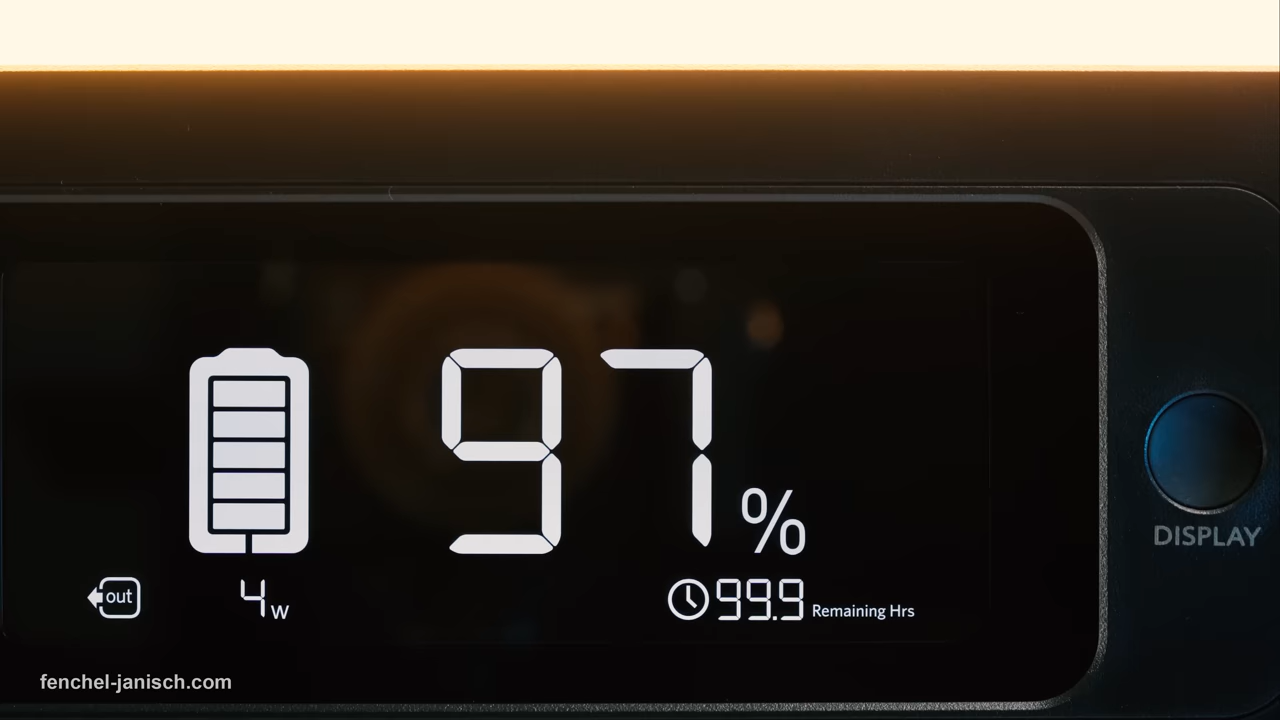 97%
out
4W
99.9 Remaining Hrs
DISPLAY
fenchel-janisch.com